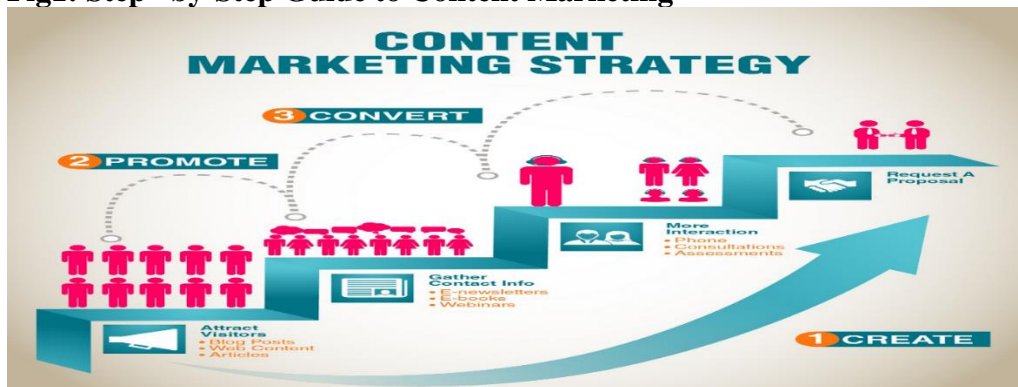 Fig1: Step - by Step Guide to Content Marketing
CONTENT
MARKETING STRATEGY
3 CONVERT
2 PROMOTE
Request A
Proposal
More
Interaction
• Phone
• Consultations
• Assessments
Gather
Contact Info
• E-newsletters
• E-books
• Webinars
Attract
Visitors
• Blog Posts
• Web Content
• Articles
1 CREATE